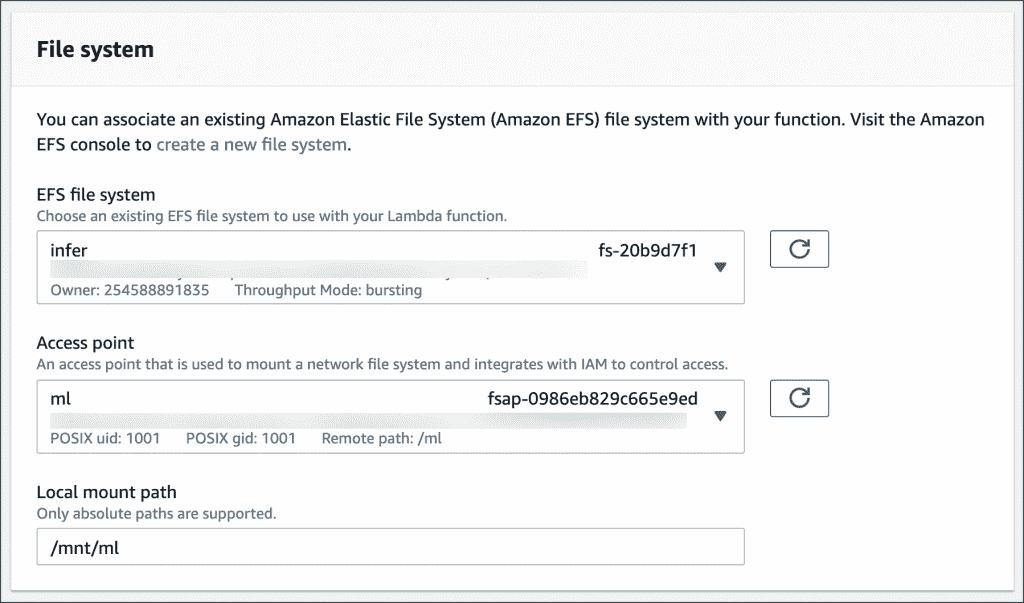 File system
You can associate an existing Amazon Elastic File System (Amazon EFS) file system with your function. Visit the Amazon
EFS console to create a new file system.
EFS file system
Choose an existing EFS file system to use with your Lambda function.
infer fs-20b9d7f1
Owner: 254588891835 Throughput Mode: bursting
Access point
An access point that is used to mount a network file system and integrates with IAM to control access.
ml fsap-0986eb829c665e9ed
POSIX uid: 1001 POSIX gid: 1001 Remote path: /ml
Local mount path
Only absolute paths are supported.
/mnt/ml